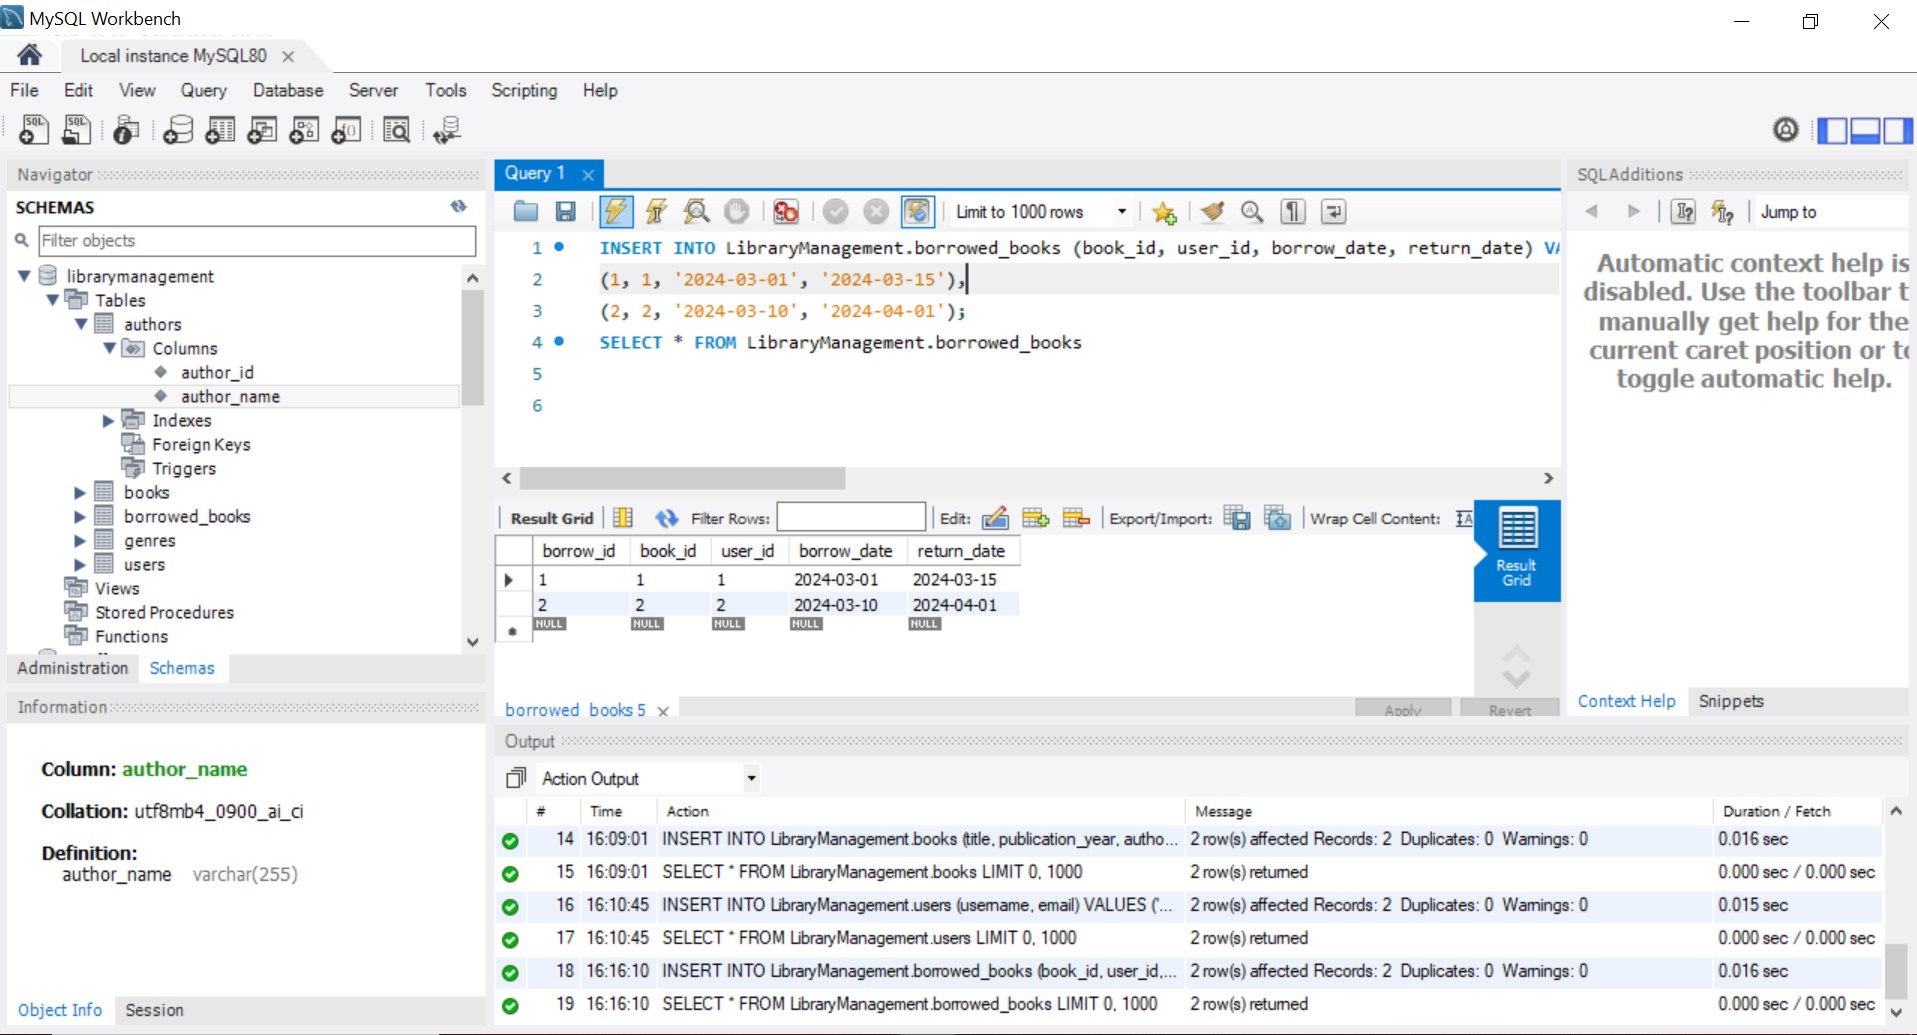 MySQL Workbench
Local instance MySQL80
File Edit View Query Database Server Tools Scripting Help
Navigator
SCHEMAS
Filter objects
librarymanagement
Tables
authors
Columns
author_id
author_name
Indexes
Foreign Keys
Triggers
books
borrowed_books
genres
users
Views
Stored Procedures
Functions
Administration Schemas
Information
Column: author_name
Collation: utf8mb4_0900_ai_ci
Definition:
author_name varchar(255)
Object Info Session
Query 1
Limit to 1000 rows
1 INSERT INTO LibraryManagement.borrowed_books (book_id, user_id, borrow_date, return_date) VA
2 (1, 1, '2024-03-01', '2024-03-15'),
3 (2, 2, '2024-03-10', '2024-04-01');
4 SELECT * FROM LibraryManagement.borrowed_books
5
6
Result Grid Filter Rows: Edit: Export/Import: Wrap Cell Content:
borrow_id book_id user_id borrow_date return_date
1 1 1 2024-03-01 2024-03-15
2 2 2 2024-03-10 2024-04-01
NULL NULL NULL NULL NULL
Result
Grid
borrowed_books 5
Apply Revert
SQLAdditions
Jump to
Automatic context help is
disabled. Use the toolbar t
manually get help for the
current caret position or to
toggle automatic help.
Context Help Snippets
Output
Action Output
# Time Action Message Duration / Fetch
14 16:09:01 INSERT INTO LibraryManagement.books (title, publication_year, autho... 2 row(s) affected Records: 2 Duplicates: 0 Warnings: 0 0.016 sec
15 16:09:01 SELECT * FROM LibraryManagement.books LIMIT 0, 1000 2 row(s) returned 0.000 sec / 0.000 sec
16 16:10:45 INSERT INTO LibraryManagement.users (username, email) VALUES ('... 2 row(s) affected Records: 2 Duplicates: 0 Warnings: 0 0.015 sec
17 16:10:45 SELECT * FROM LibraryManagement.users LIMIT 0, 1000 2 row(s) returned 0.000 sec / 0.000 sec
18 16:16:10 INSERT INTO LibraryManagement.borrowed_books (book_id, user_id,... 2 row(s) affected Records: 2 Duplicates: 0 Warnings: 0 0.016 sec
19 16:16:10 SELECT * FROM LibraryManagement.borrowed_books LIMIT 0, 1000 2 row(s) returned 0.000 sec / 0.000 sec